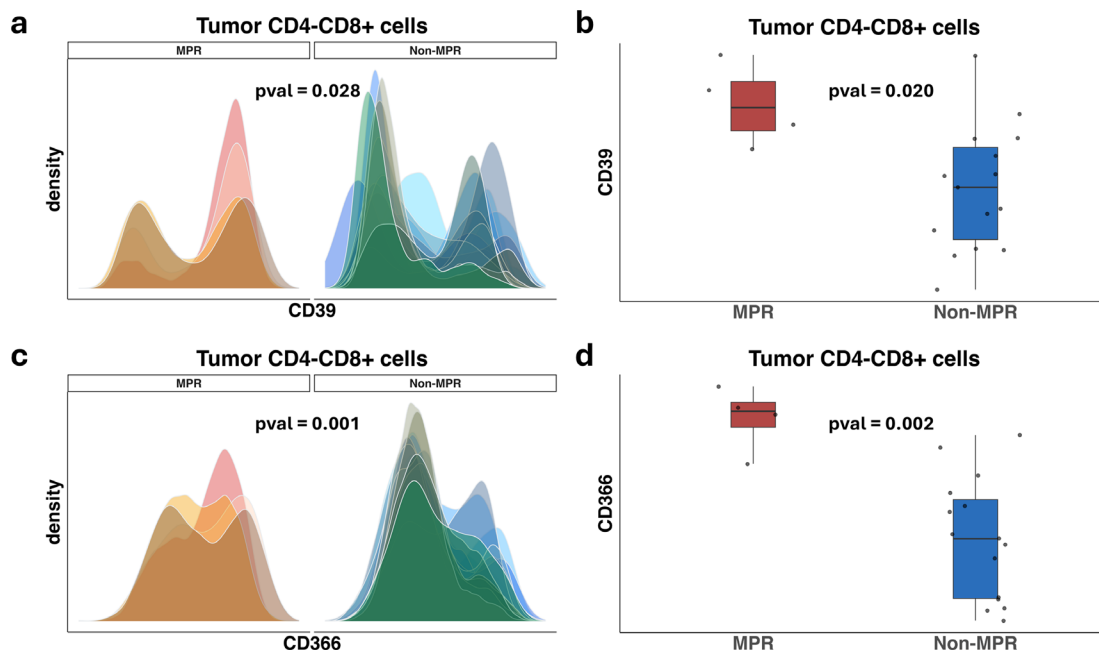 a
Tumor CD4-CD8+ cells
MPR
Non-MPR
pval = 0.028
density
CD39
b
Tumor CD4-CD8+ cells
pval = 0.020
CD39
MPR
Non-MPR
c
Tumor CD4-CD8+ cells
MPR
Non-MPR
pval = 0.001
density
CD366
d
Tumor CD4-CD8+ cells
pval = 0.002
CD366
MPR
Non-MPR